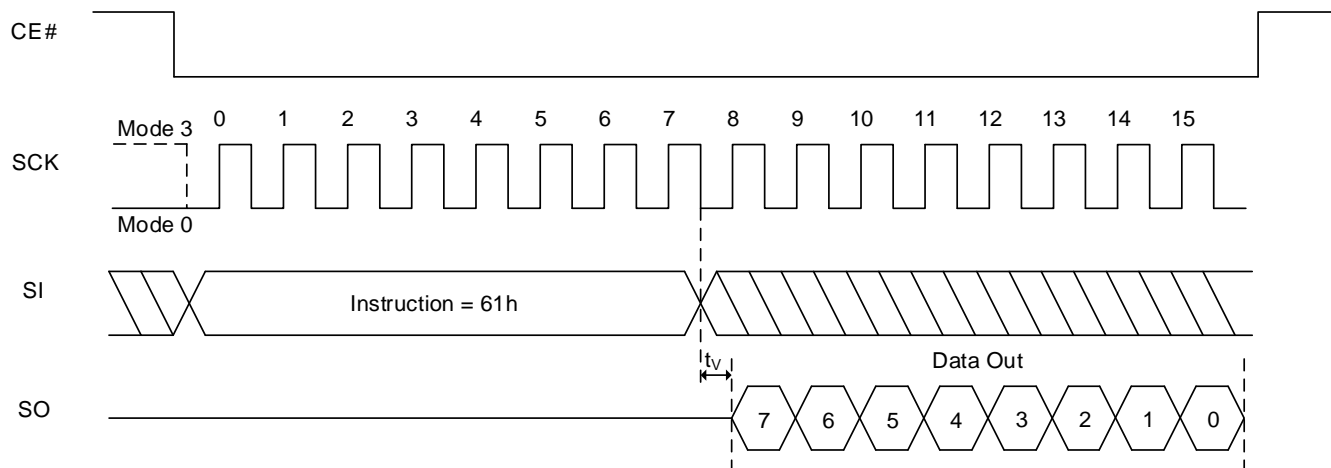 CE#
0 1 2 3 4 5 6 7 8 9 10 11 12 13 14 15
Mode 3
SCK
Mode 0
SI
Instruction = 61h
tV
Data Out
SO
7 6 5 4 3 2 1 0